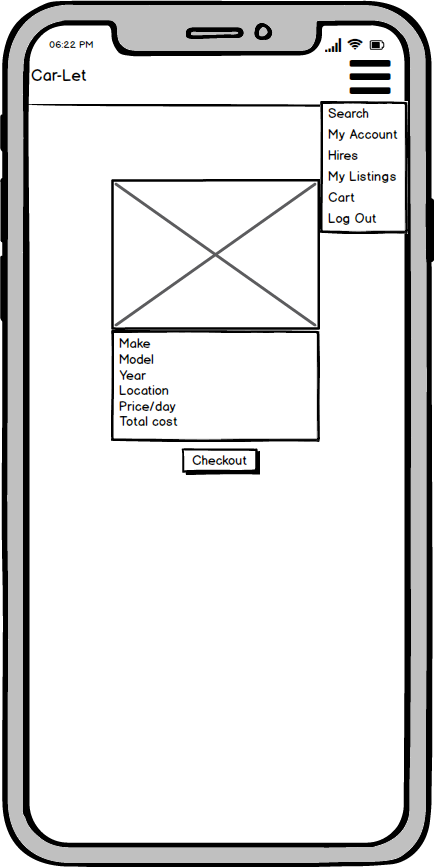 06:22 PM
Car-Let
Search
My Account
Hires
My Listings
Cart
Log Out
Make
Model
Year
Location
Price/day
Total cost
Checkout